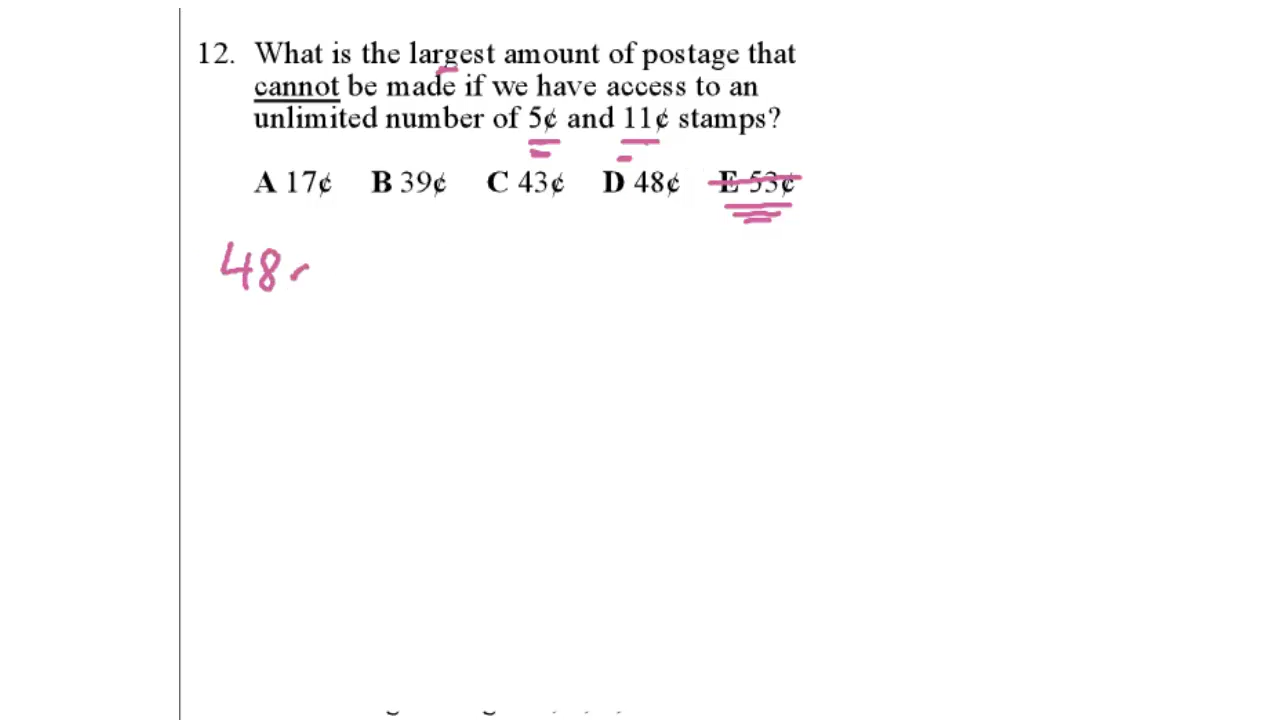 12. What is the largest amount of postage that
cannot be made if we have access to an
unlimited number of 5¢ and 11¢ stamps?
A 17¢ B 39¢ C 43¢ D 48¢ E 53¢
48